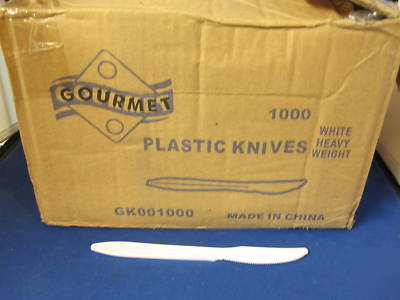 GOURMET
1000
PLASTIC KNIVES
WHITE
HEAVY
WEIGHT
GK001000
MADE IN CHINA